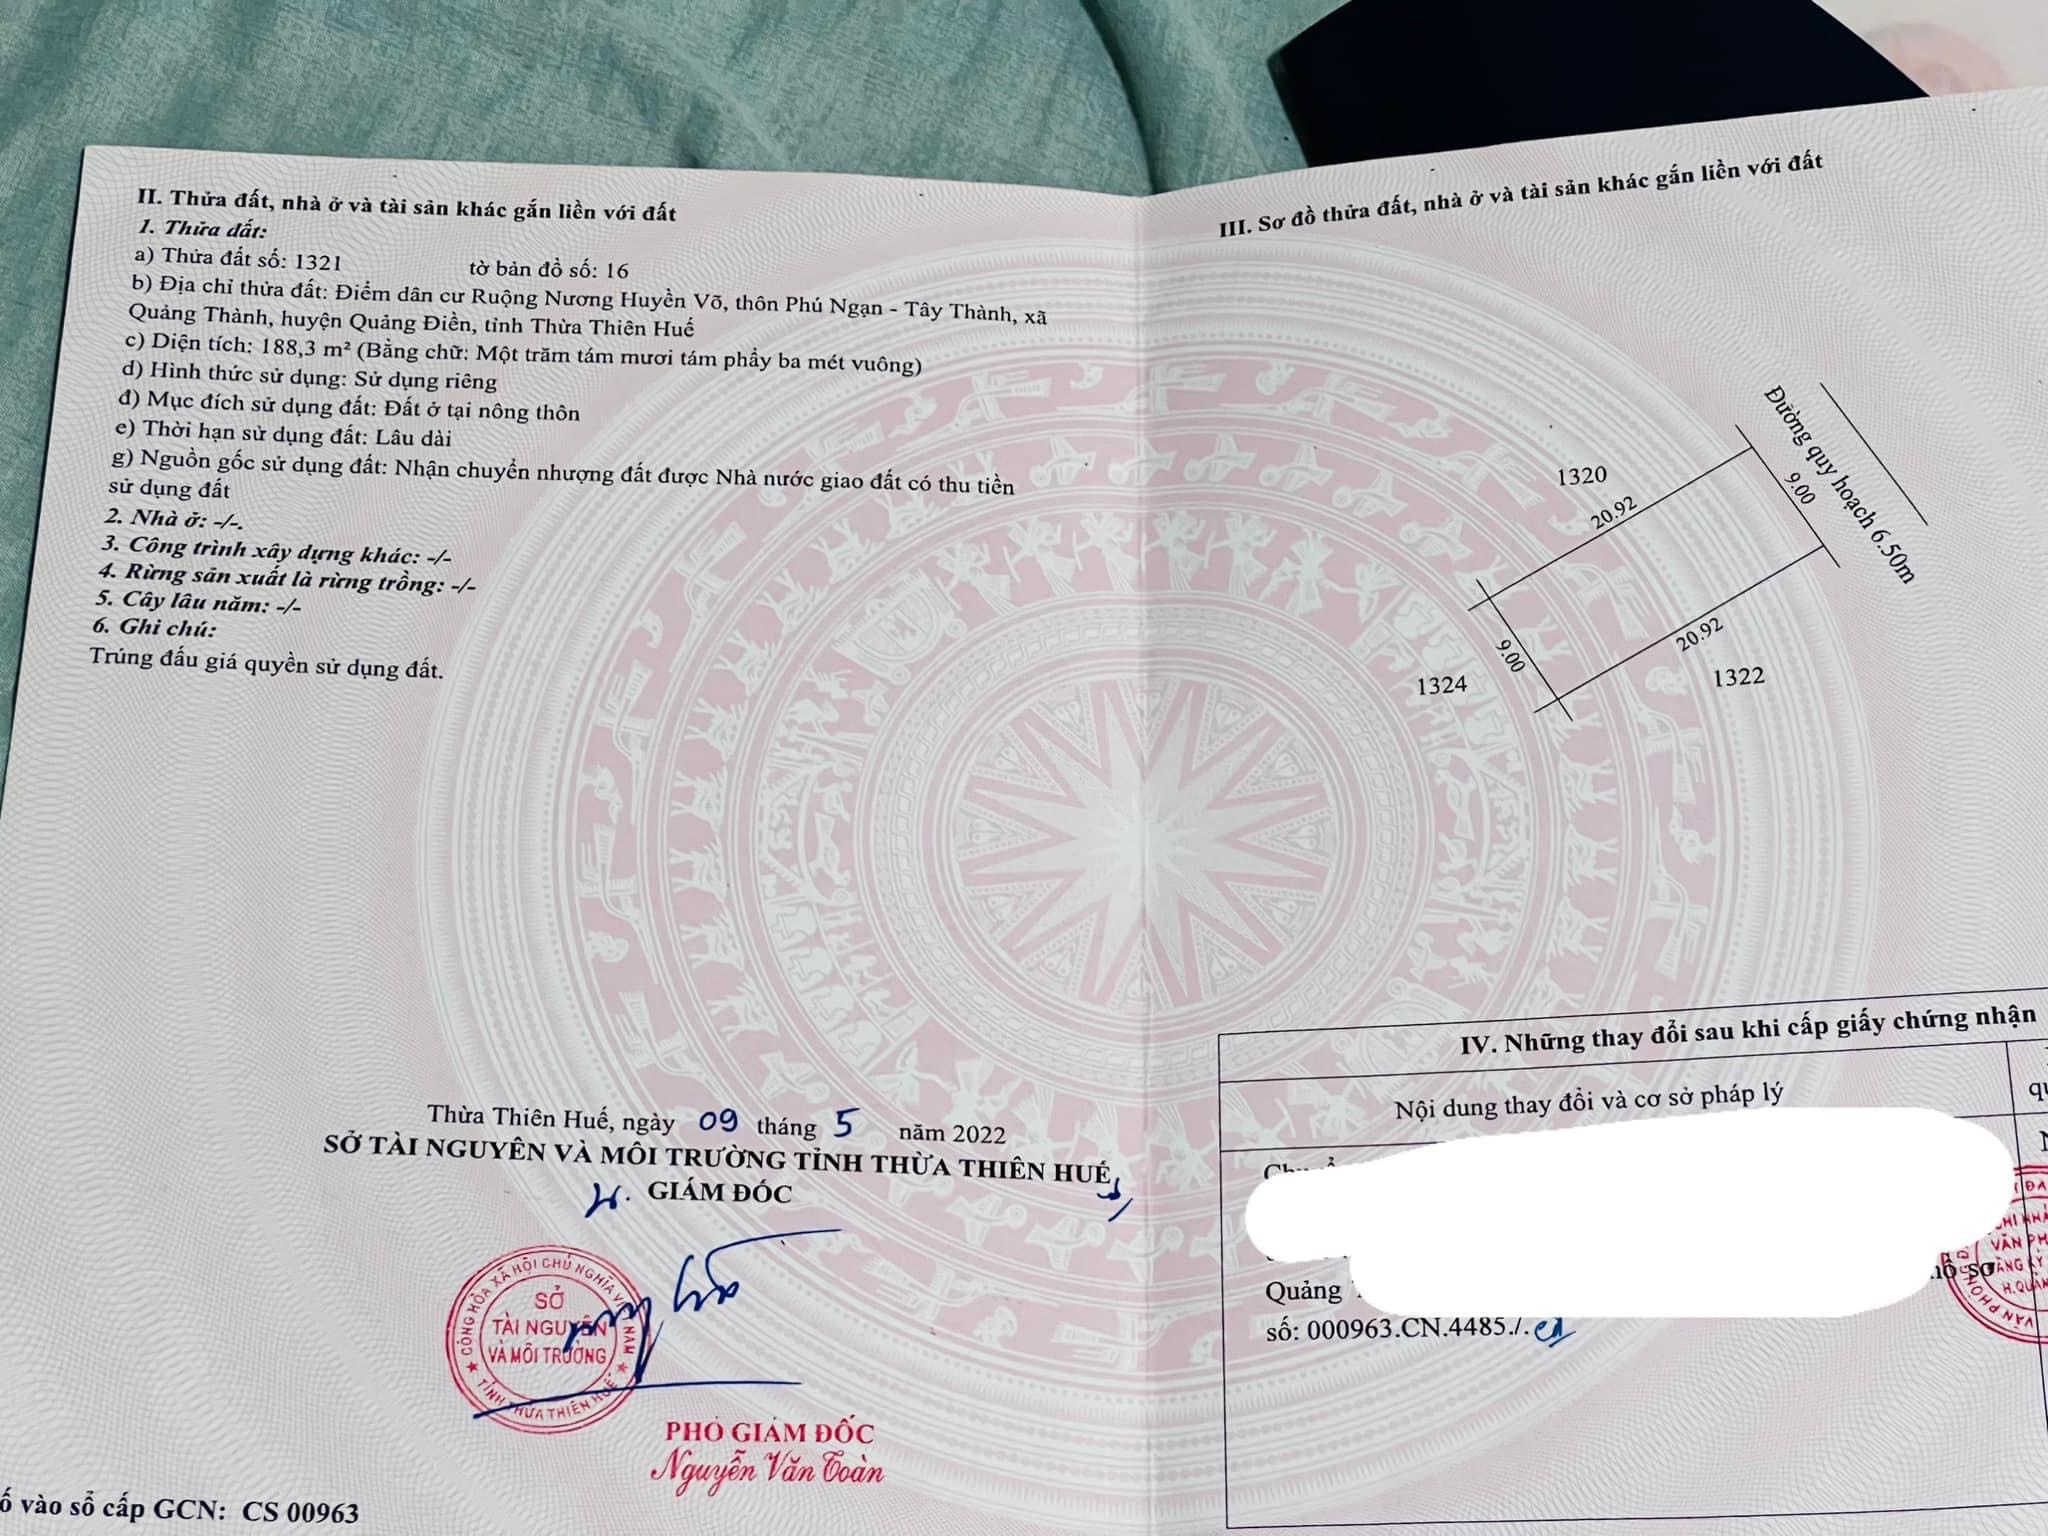 II. Thửa đất, nhà ở và tài sản khác gắn liền với đất
1. Thửa đất:
a) Thửa đất số: 1321 tờ bản đồ số: 16
b) Địa chỉ thửa đất: Điểm dân cư Ruộng Nương Huyền Võ, thôn Phú Ngạn - Tây Thành, xã
Quảng Thành, huyện Quảng Điền, tỉnh Thừa Thiên Huế
c) Diện tích: 188,3 m² (Bằng chữ: Một trăm tám mươi tám phẩy ba mét vuông)
d) Hình thức sử dụng: Sử dụng riêng
đ) Mục đích sử dụng đất: Đất ở tại nông thôn
e) Thời hạn sử dụng đất: Lâu dài
g) Nguồn gốc sử dụng đất: Nhận chuyển nhượng đất được Nhà nước giao đất có thu tiền
sử dụng đất
2. Nhà ở: -/-.
3. Công trình xây dựng khác: -/-
4. Rừng sản xuất là rừng trồng: -/-
5. Cây lâu năm: -/-
6. Ghi chú:
Trúng đấu giá quyền sử dụng đất.
Thừa Thiên Huế, ngày 09 tháng 5 năm 2022
SỞ TÀI NGUYÊN VÀ MÔI TRƯỜNG TỈNH THỪA THIÊN HUẾ
GIÁM ĐỐC
CỘNG HÒA XÃ HỘI CHỦ NGHĨA VIỆT NAM
SỞ
TÀI NGUYÊN
VÀ MÔI TRƯỜNG
TỈNH THỪA THIÊN HUẾ
PHÓ GIÁM ĐỐC
Nguyễn Văn Toàn
ố vào sổ cấp GCN: CS 00963
III. Sơ đồ thửa đất, nhà ở và tài sản khác gắn liền với đất
Đường quy hoạch 6.50m
1320
20.92
9.00
9.00
20.92
1324
1322
IV. Những thay đổi sau khi cấp giấy chứng nhận
Nội dung thay đổi và cơ sở pháp lý
Quảng
số: 000963.CN.4485./.